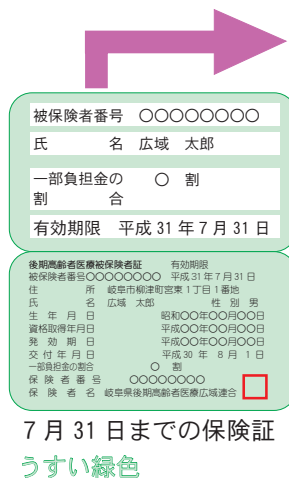 被保険者番号 〇〇〇〇〇〇〇〇
氏 名 広域 太郎
一部負担金の 〇 割
割 合
有効期限 平成 31 年 7 月 31 日
後期高齢者医療被保険者証 有効期限
被保険者番号〇〇〇〇〇〇〇〇 平成 31 年 7 月 31 日
住 所 岐阜市柳津町宮東1丁目1番地
氏 名 広域 太郎 性 別 男
生 年 月 日 昭和〇〇年〇〇月〇〇日
資格取得年月日 平成〇〇年〇〇月〇〇日
発 効 期 日 平成〇〇年〇〇月〇〇日
交 付 年 月 日 平成 30 年 8 月 1 日
一部負担金の割合 〇 割
保 険 者 番 号 〇〇〇〇〇〇〇〇
保 険 者 名 岐阜県後期高齢者医療広域連合
7 月 31 日までの保険証
うすい緑色